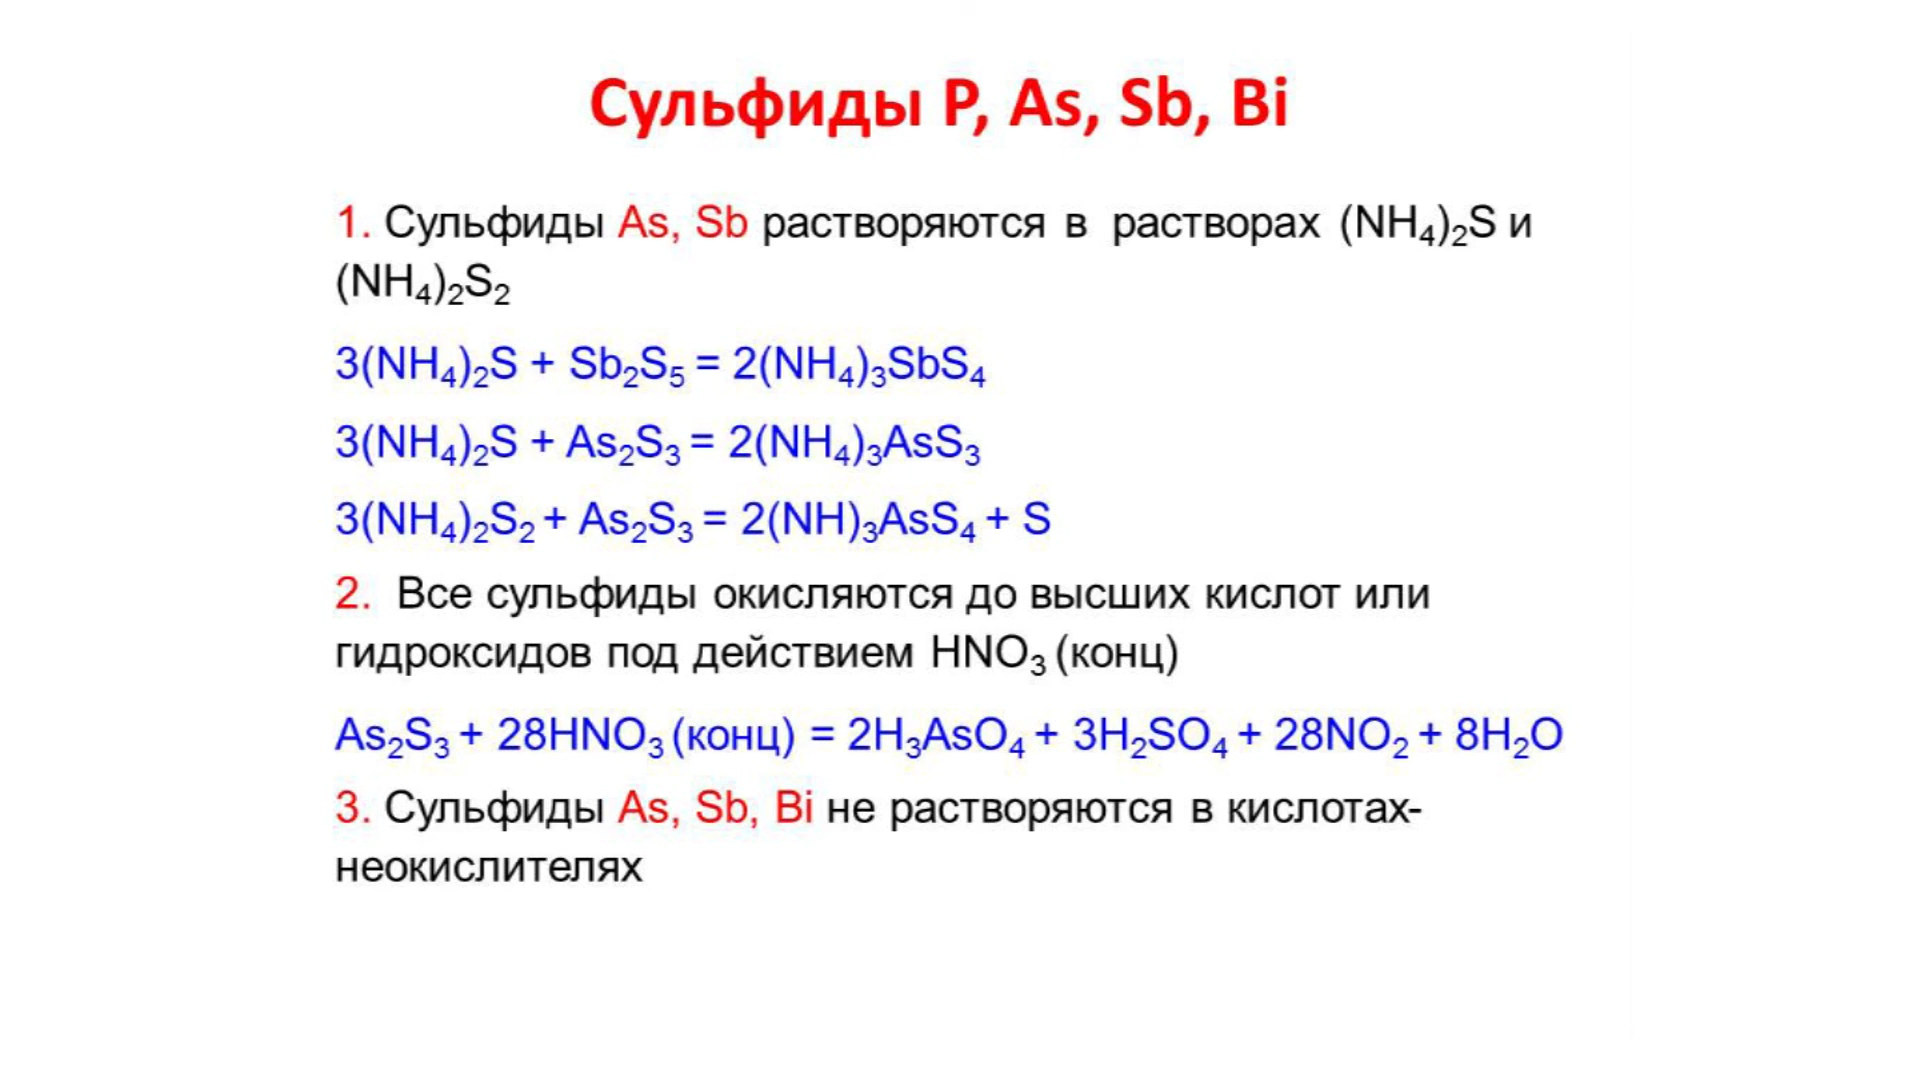 Сульфиды P, As, Sb, Bi
1. Сульфиды As, Sb растворяются в растворах (NH₄)₂S и
(NH₄)₂S₂
3(NH₄)₂S + Sb₂S₅ = 2(NH₄)₃SbS₄
3(NH₄)₂S + As₂S₃ = 2(NH₄)₃AsS₃
3(NH₄)₂S₂ + As₂S₃ = 2(NH)₃AsS₄ + S
2. Все сульфиды окисляются до высших кислот или
гидроксидов под действием HNO₃ (конц)
As₂S₃ + 28HNO₃ (конц) = 2H₃AsO₄ + 3H₂SO₄ + 28NO₂ + 8H₂O
3. Сульфиды As, Sb, Bi не растворяются в кислотах-
неокислителях